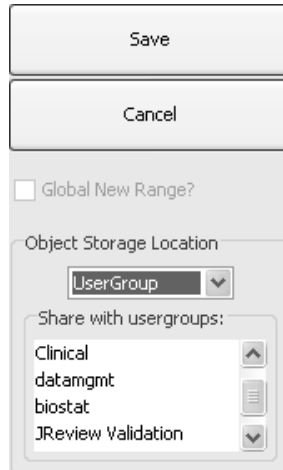 Save
Cancel
Global New Range?
Object Storage Location
UserGroup
Share with usergroups:
Clinical
datamgmt
biostat
JReview Validation